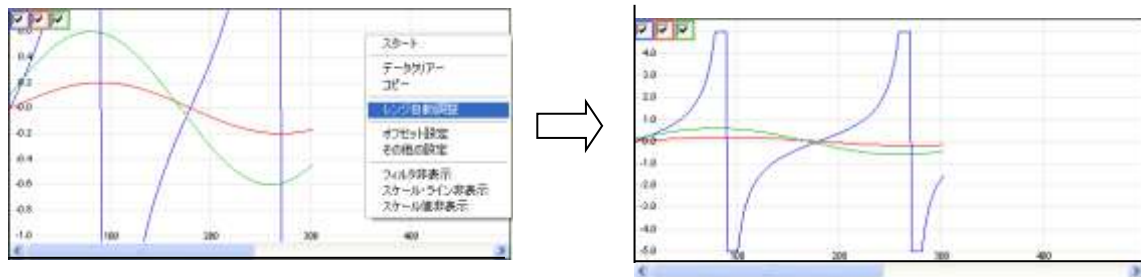 0.4
0.2
0.0
-0.2
-0.4
-0.6
-0.8
-1.0
100 200 300 400
スタート
データクリアー
コピー
レンジ自動調整
オフセット設定
その他の設定
フィルタ非表示
スケール・ライン非表示
スケール値非表示
4.0
3.0
2.0
1.0
0.0
-1.0
-2.0
-3.0
-4.0
-5.0
100 200 300 400